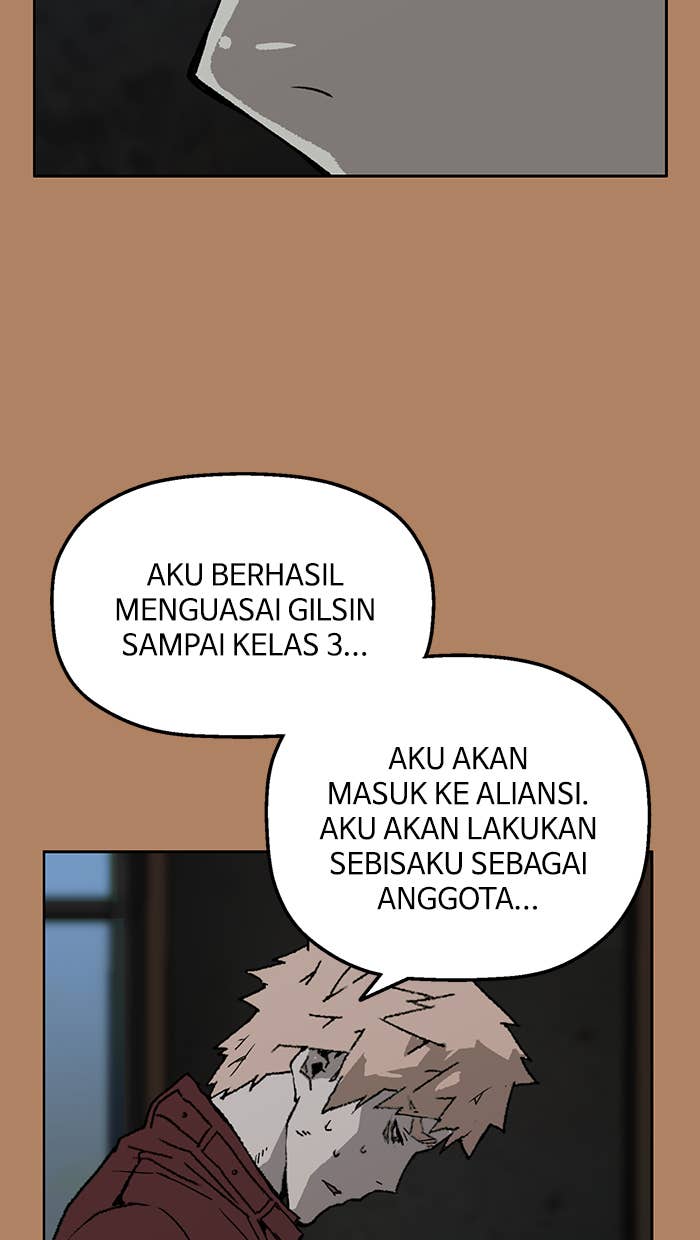 AKU BERHASIL
MENGUASAI GILSIN
SAMPAI KELAS 3...
AKU AKAN
MASUK KE ALIANSI.
AKU AKAN LAKUKAN
SEBISAKU SEBAGAI
ANGGOTA...